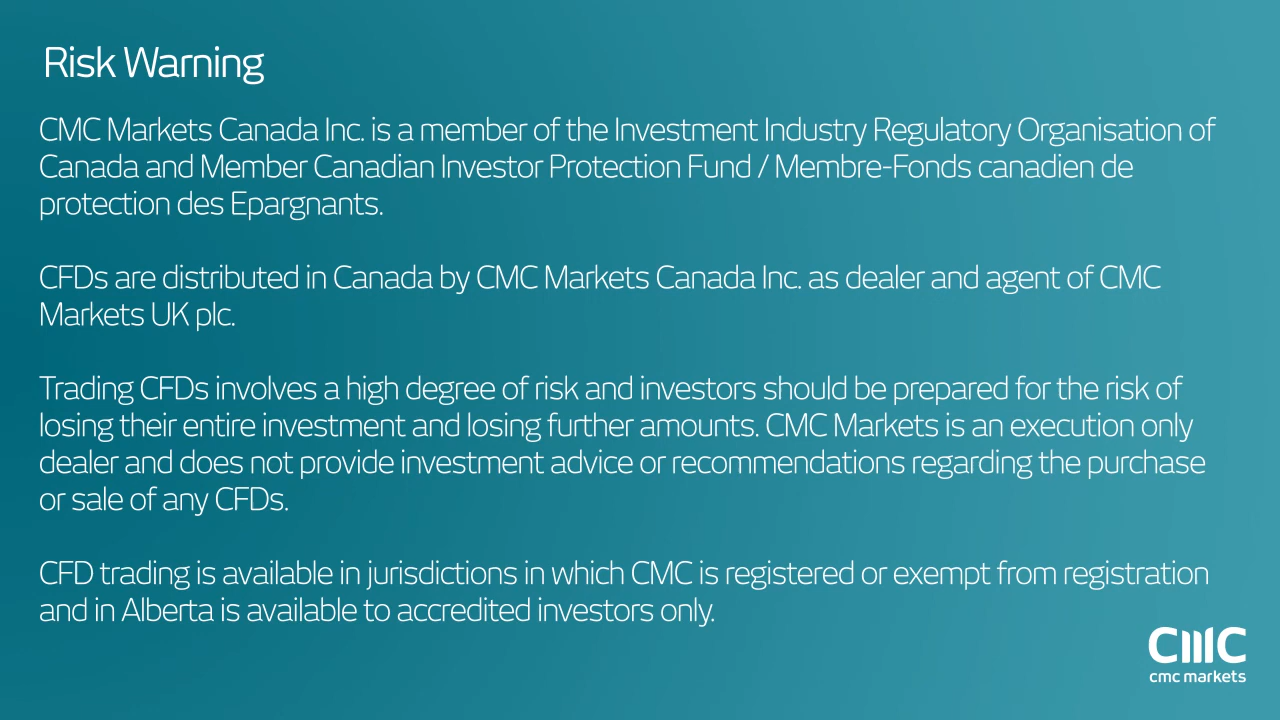 Risk Warning
CMC Markets Canada Inc. is a member of the Investment Industry Regulatory Organisation of
Canada and Member Canadian Investor Protection Fund / Membre-Fonds canadien de
protection des Epargnants.
CFDs are distributed in Canada by CMC Markets Canada Inc. as dealer and agent of CMC
Markets UK plc.
Trading CFDs involves a high degree of risk and investors should be prepared for the risk of
losing their entire investment and losing further amounts. CMC Markets is an execution only
dealer and does not provide investment advice or recommendations regarding the purchase
or sale of any CFDs.
CFD trading is available in jurisdictions in which CMC is registered or exempt from registration
and in Alberta is available to accredited investors only.
CMC
cmc markets